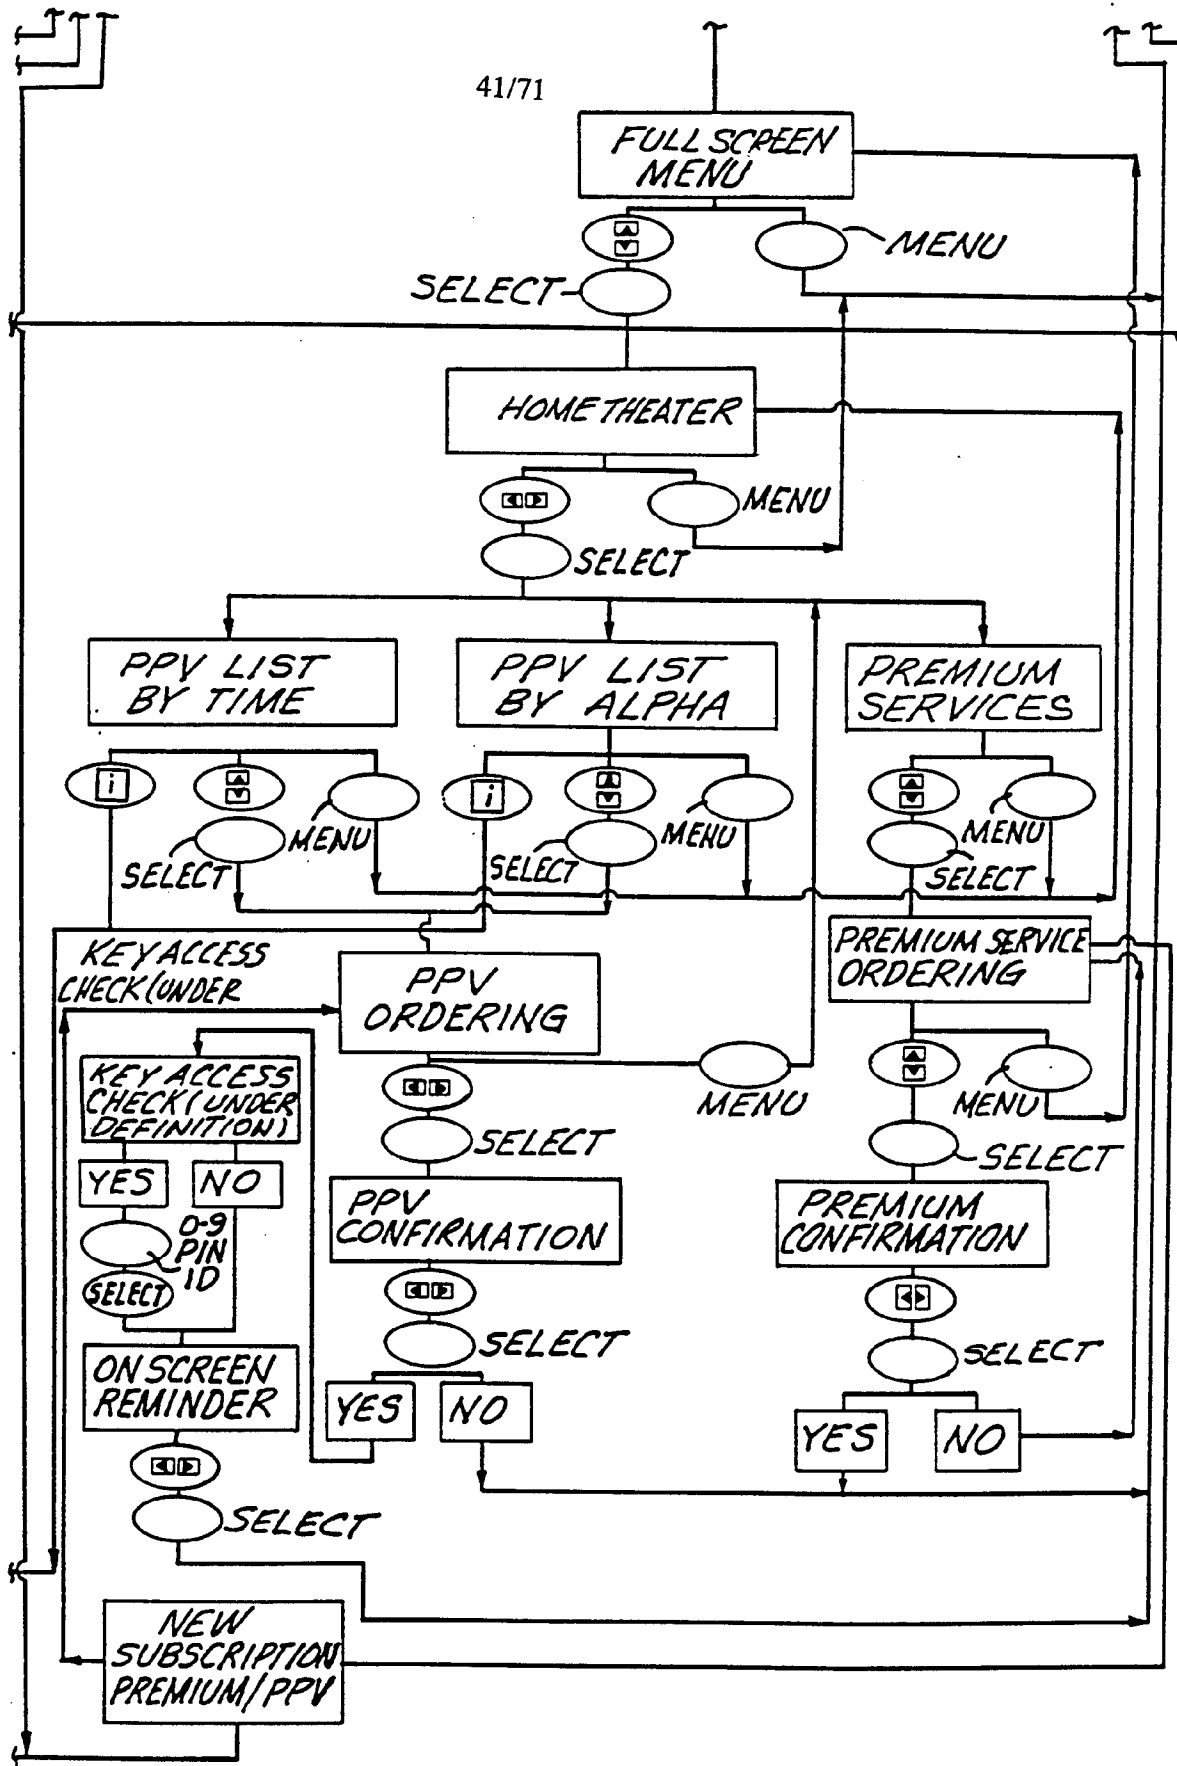 41/71
FULL SCREEN
MENU
MENU
SELECT
HOME THEATER
MENU
SELECT
PPV LIST
BY TIME
PPV LIST
BY ALPHA
PREMIUM
SERVICES
i
MENU
SELECT
i
MENU
SELECT
MENU
SELECT
KEY ACCESS
CHECK (UNDER
PPV
ORDERING
PREMIUM SERVICE
ORDERING
KEY ACCESS
CHECK (UNDER
DEFINITION)
MENU
MENU
SELECT
SELECT
YES
NO
PPV
CONFIRMATION
PREMIUM
CONFIRMATION
0-9
PIN
ID
SELECT
SELECT
SELECT
ON SCREEN
REMINDER
YES
NO
YES
NO
SELECT
NEW
SUBSCRIPTION
PREMIUM/PPV